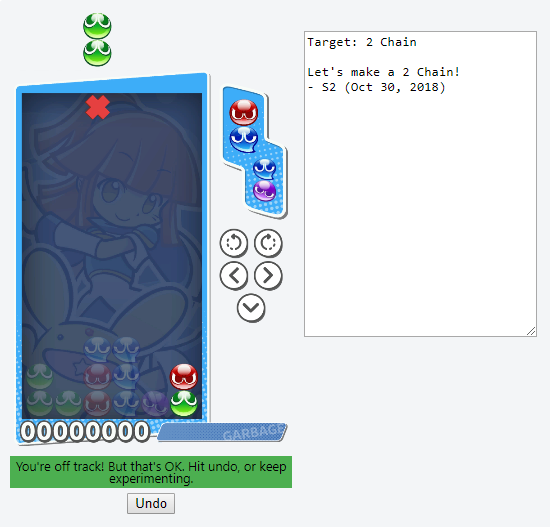 Target: 2 Chain
Let's make a 2 Chain!
- S2 (Oct 30, 2018)
00000000
GARBAGE
You're off track! But that's OK. Hit undo, or keep
experimenting.
Undo